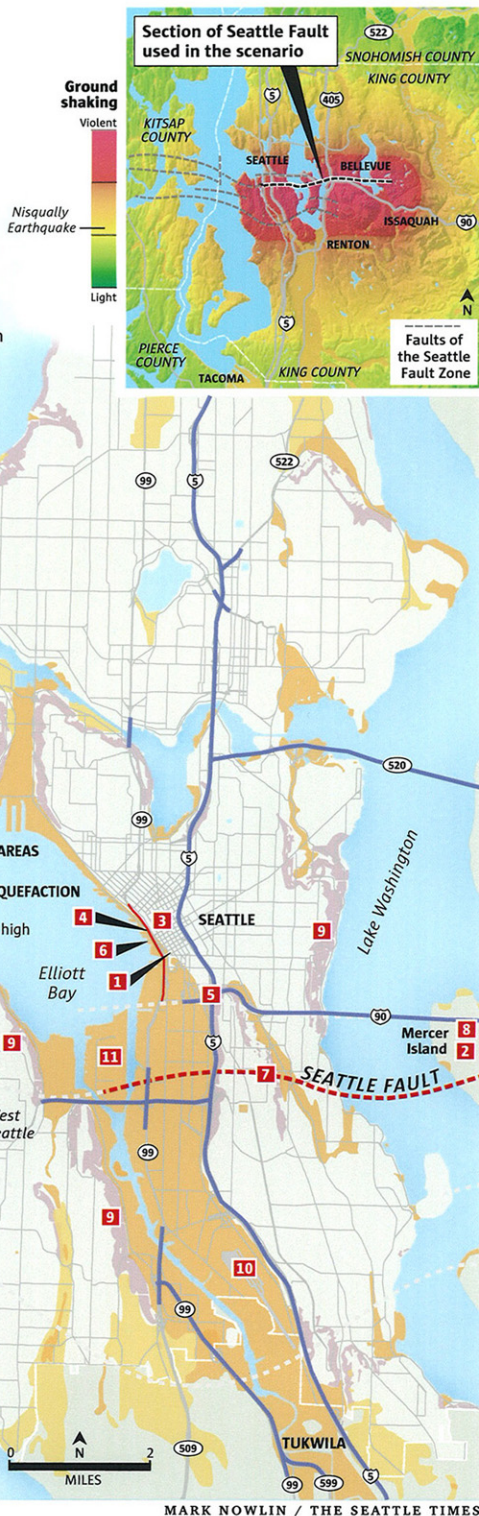 Section of Seattle Fault
used in the scenario
522
SNOHOMISH COUNTY
KING COUNTY
Ground
shaking
Violent
5
405
KITSAP
COUNTY
SEATTLE
BELLEVUE
Nisqually
Earthquake
ISSAQUAH
90
RENTON
Light
N
5
Faults of
the Seattle
Fault Zone
PIERCE
COUNTY
KING COUNTY
TACOMA
99
5
522
520
99
AREAS
5
QUEFACTION
high
4
3
SEATTLE
9
Lake Washington
6
Elliott
Bay
1
5
90
Mercer
Island
8
2
9
11
5
7
SEATTLE FAULT
est
eattle
99
9
10
99
N
0
2
MILES
509
TUKWILA
99
599
5
MARK NOWLIN / THE SEATTLE TIMES